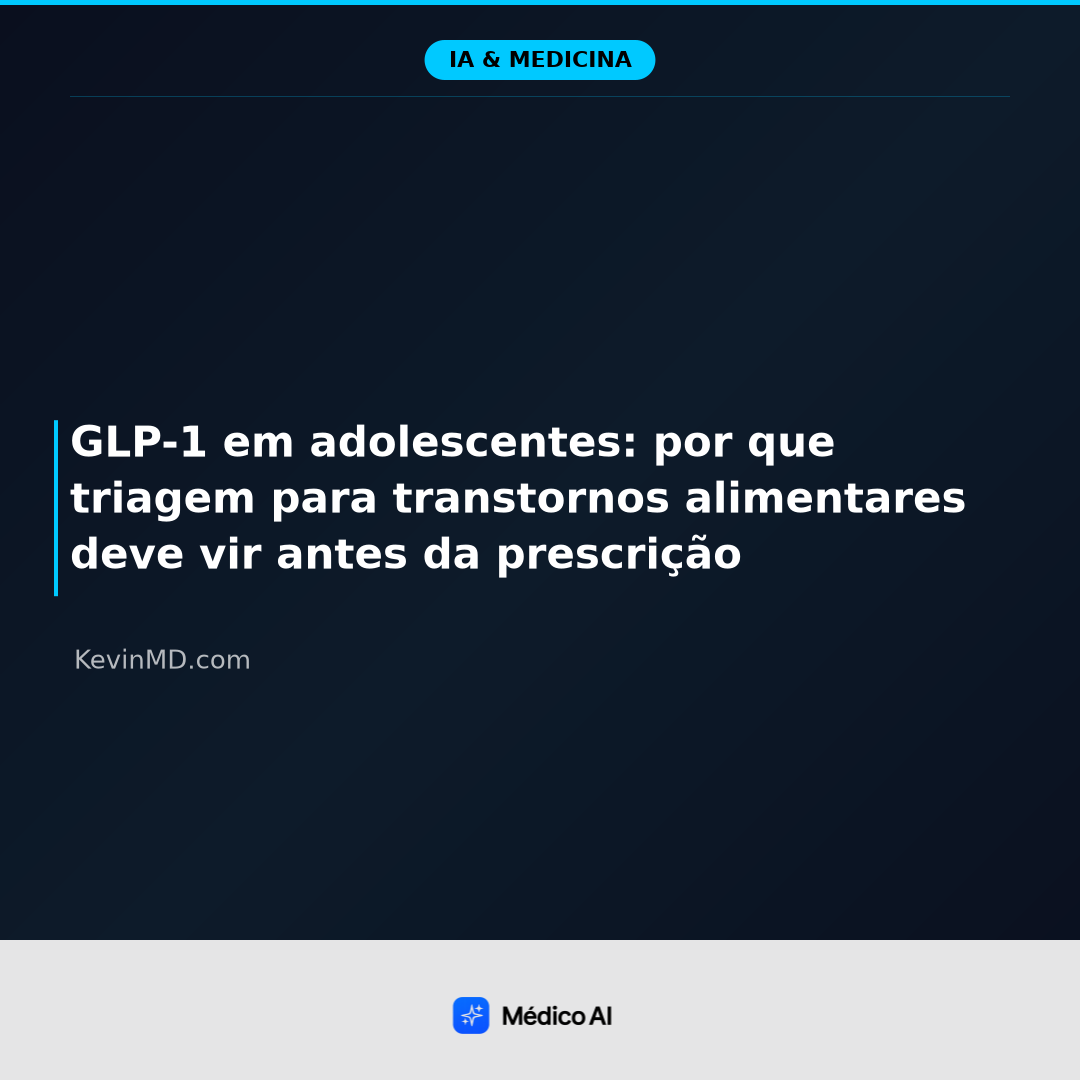 IA & MEDICINA
GLP-1 em adolescentes: por que
triagem para transtornos alimentares
deve vir antes da prescrição
KevinMD.com
Médico AI